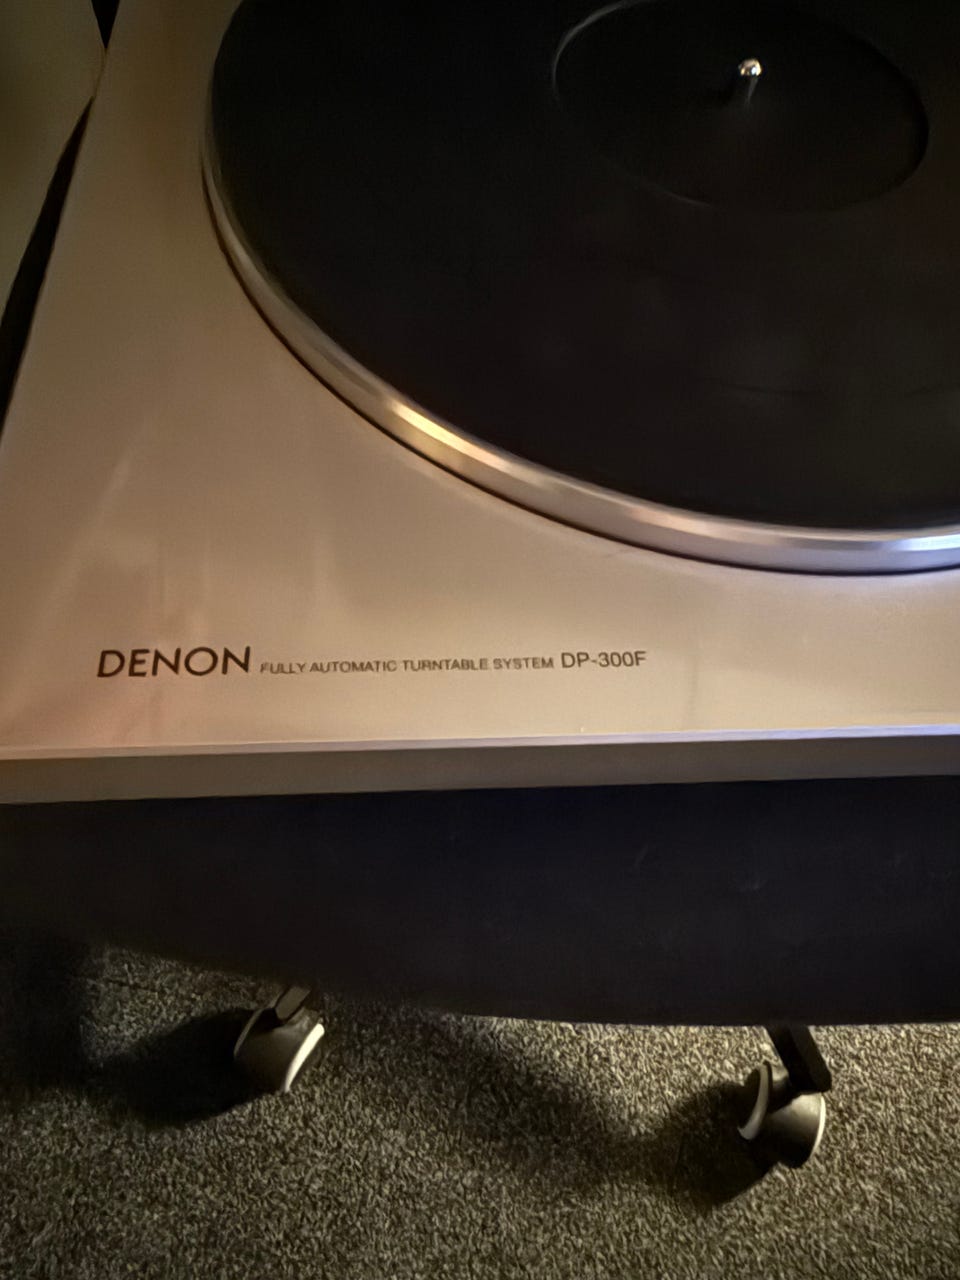 DENON FULLY AUTOMATIC TURNTABLE SYSTEM DP-300F